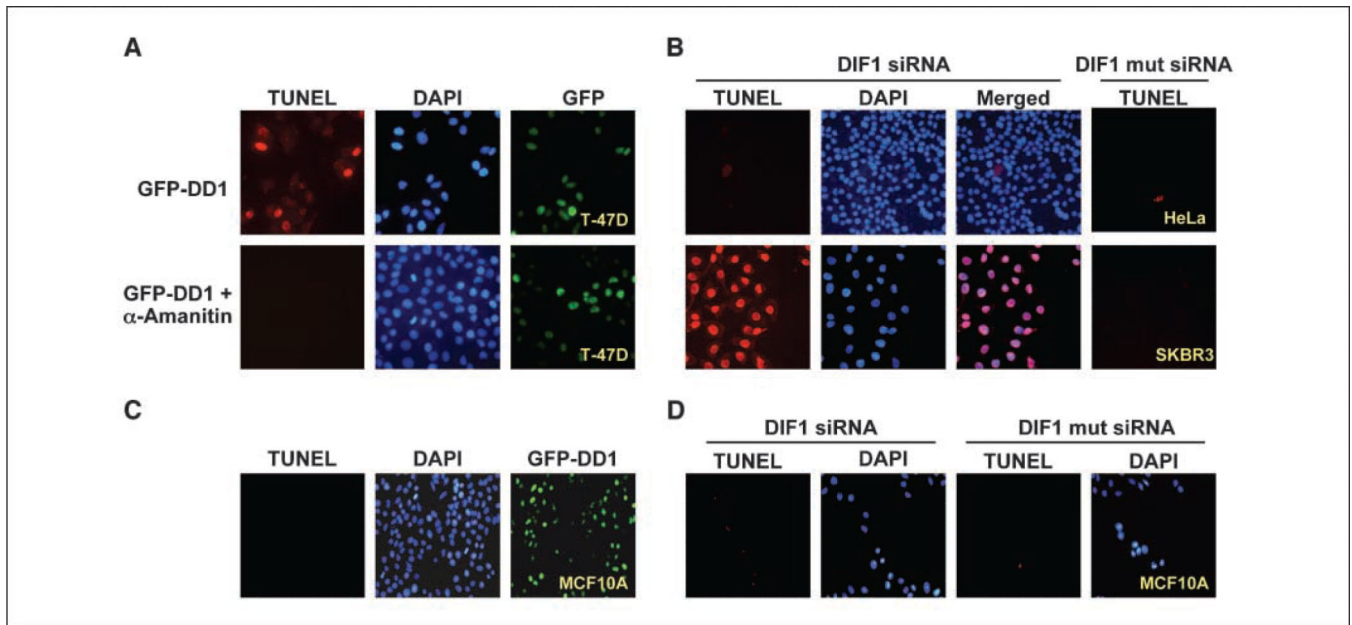 A
TUNEL DAPI GFP
GFP-DD1
T-47D
GFP-DD1 +
α-Amanitin
T-47D
B
DIF1 siRNA DIF1 mut siRNA
TUNEL DAPI Merged TUNEL
HeLa
SKBR3
C
TUNEL DAPI GFP-DD1
MCF10A
D
DIF1 siRNA DIF1 mut siRNA
TUNEL DAPI TUNEL DAPI
MCF10A